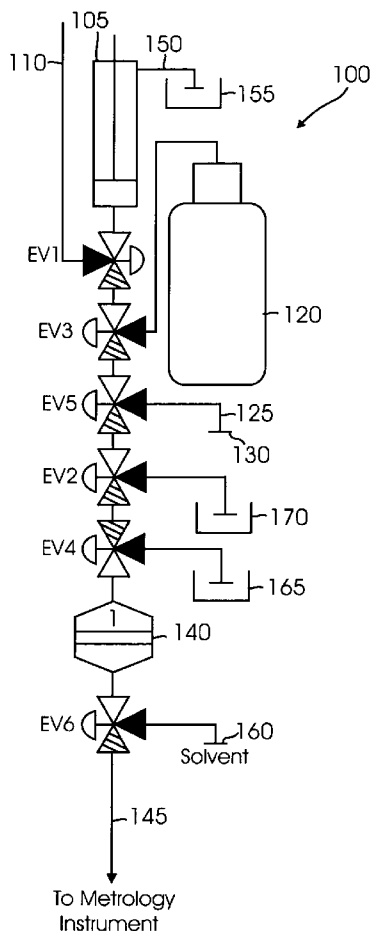 105
150
110
155
100
EV1
EV3
120
EV5
125
130
EV2
170
EV4
165
1
140
EV6
160
Solvent
145
To Metrology
Instrument